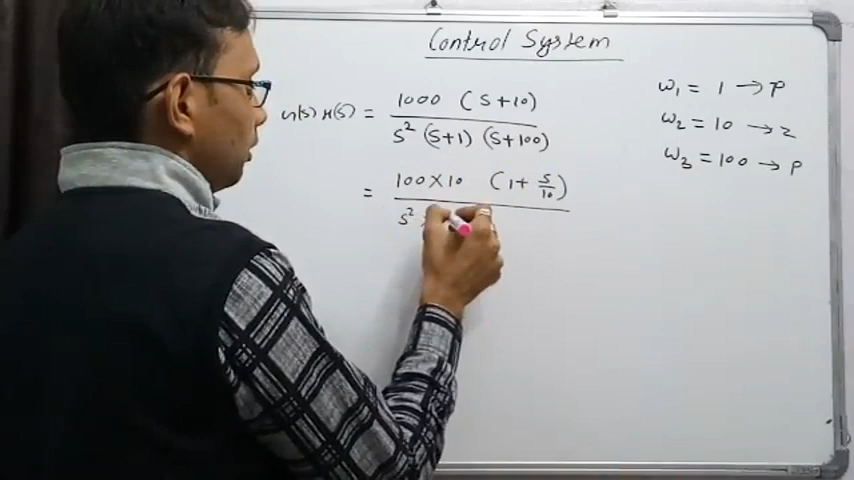 Control System
G(s) H(s) = 1000 (S+10) / S² (S+1) (S+100)
= 100×10 (1+ S/10) / S²
ω₁ = 1 → P
ω₂ = 10 → Z
ω₃ = 100 → P